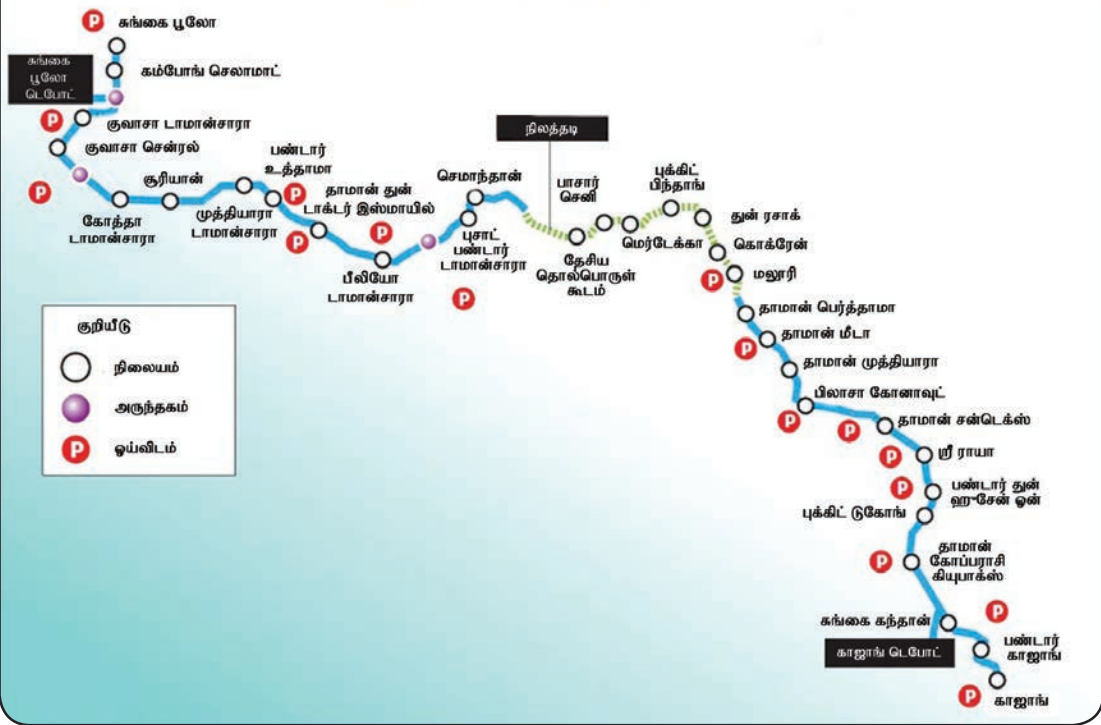 P
சுங்கை பூலோ
சுங்கை
பூலோ
டெபோட்
கம்போங் செலாமாட்
P
குவாசா டாமான்சாரா
குவாசா சென்ரல்
P
கோத்தா
டாமான்சாரா
சூரியான்
முத்தியாரா
டாமான்சாரா
பண்டார்
உத்தாமா
P
P
தாமான் துன்
டாக்டர் இஸ்மாயில்
P
பீலியோ
டாமான்சாரா
செமாந்தான்
புசாட்
பண்டார்
டாமான்சாரா
P
நிலத்தடி
தேசிய
தொல்பொருள்
கூடம்
பாசார்
செனி
மெர்டேக்கா
புக்கிட்
பிந்தாங்
துன் ரசாக்
கொக்ரேன்
P
மலூரி
தாமான் பெர்த்தாமா
தாமான் மீடா
P
தாமான் முத்தியாரா
பிலாசா கோனாவுட்
P
P
தாமான் சன்டெக்ஸ்
P
ஸ்ரீ ராயா
P
பண்டார் துன்
ஹுசேன் ஓன்
புக்கிட் டுகோங்
P
தாமான்
கோப்பராசி
கியுபாக்ஸ்
சுங்கை கந்தான்
P
காஜாங் டெபோட்
பண்டார்
காஜாங்
P
காஜாங்
குறியீடு
நிலையம்
அருந்தகம்
P ஓய்விடம்